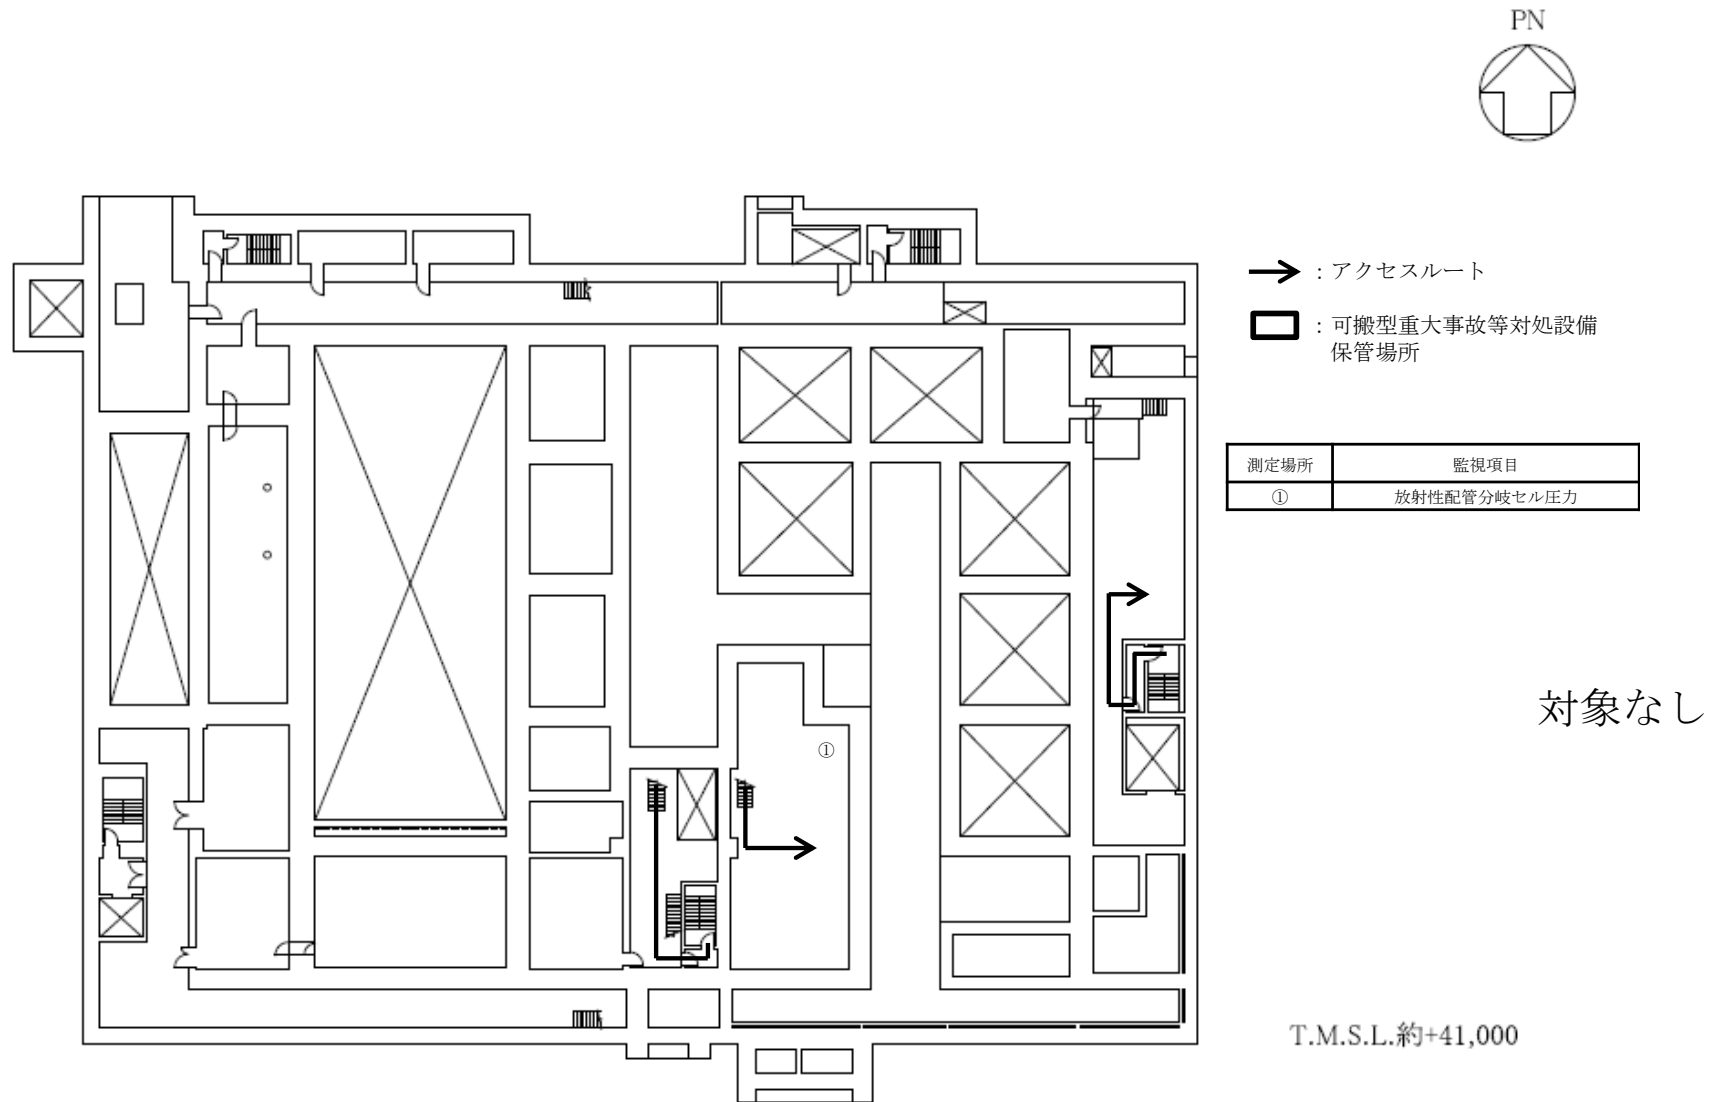 PN
：アクセスルート
：可搬型重大事故等対処設備
保管場所
測定場所 監視項目
① 放射性配管分岐セル圧力
対象なし
①
T.M.S.L.約+41,000